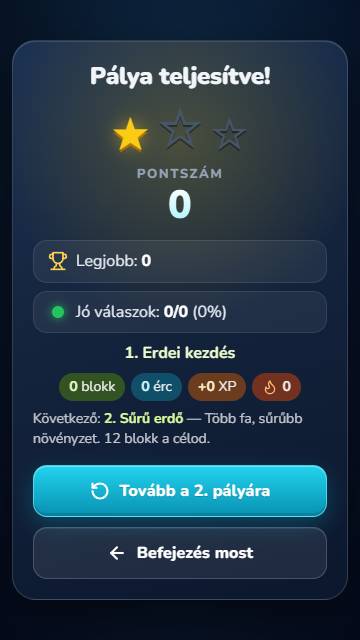 Pálya teljesítve!
PONTSZÁM
0
Legjobb: 0
Jó válaszok: 0/0 (0%)
1. Erdei kezdés
0 blokk 0 érc +0 XP 0
Következő: 2. Sűrű erdő — Több fa, sűrűbb
növényzet. 12 blokk a célod.
Tovább a 2. pályára
Befejezés most